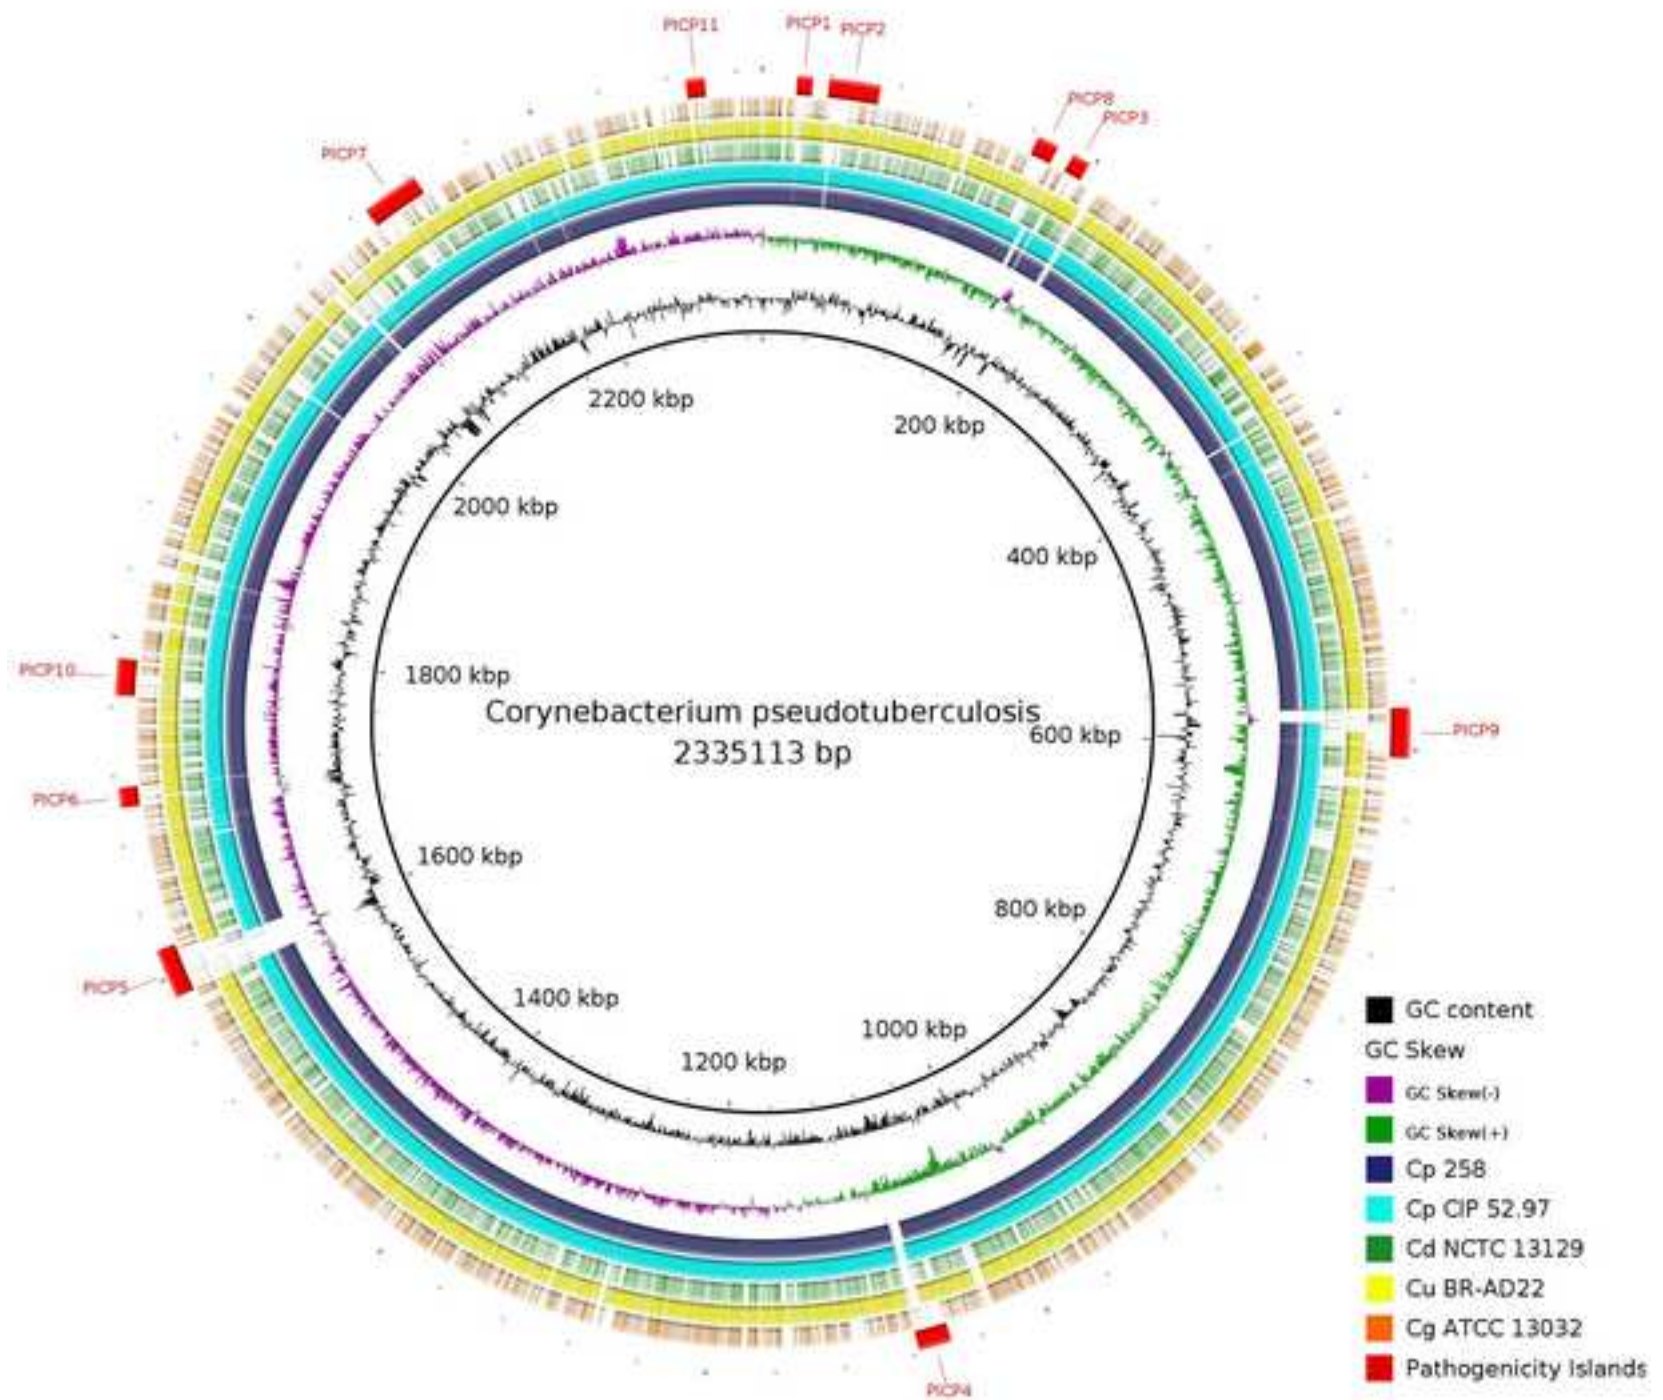 PICP11
PICP1
PICP2
PICP8
PICP3
PICP7
2200 kbp
200 kbp
2000 kbp
400 kbp
PICP10
1800 kbp
Corynebacterium pseudotuberculosis
2335113 bp
600 kbp
PICP9
PICP6
1600 kbp
800 kbp
PICP5
1400 kbp
1000 kbp
1200 kbp
PICP4
GC content
GC Skew
GC Skew(-)
GC Skew(+)
Cp 258
Cp CIP 52.97
Cd NCTC 13129
Cu BR-AD22
Cg ATCC 13032
Pathogenicity Islands